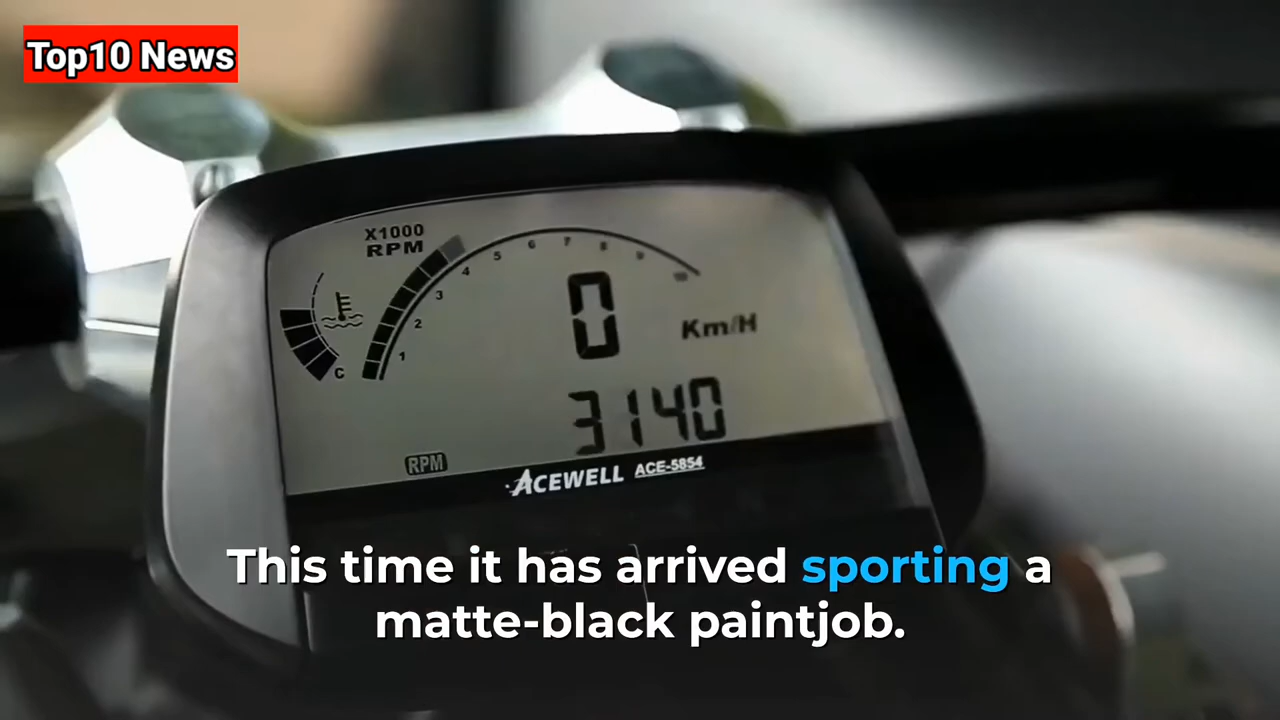 Top10 News
X1000
RPM
1
2
3
4
5
6
7
8
9
10
C
0
Km/H
3140
RPM
ACEWELL ACE-5854
This time it has arrived sporting a
matte-black paintjob.